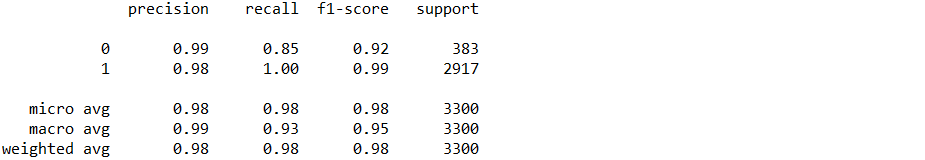 precision recall f1-score support
0 0.99 0.85 0.92 383
1 0.98 1.00 0.99 2917
micro avg 0.98 0.98 0.98 3300
macro avg 0.99 0.93 0.95 3300
weighted avg 0.98 0.98 0.98 3300